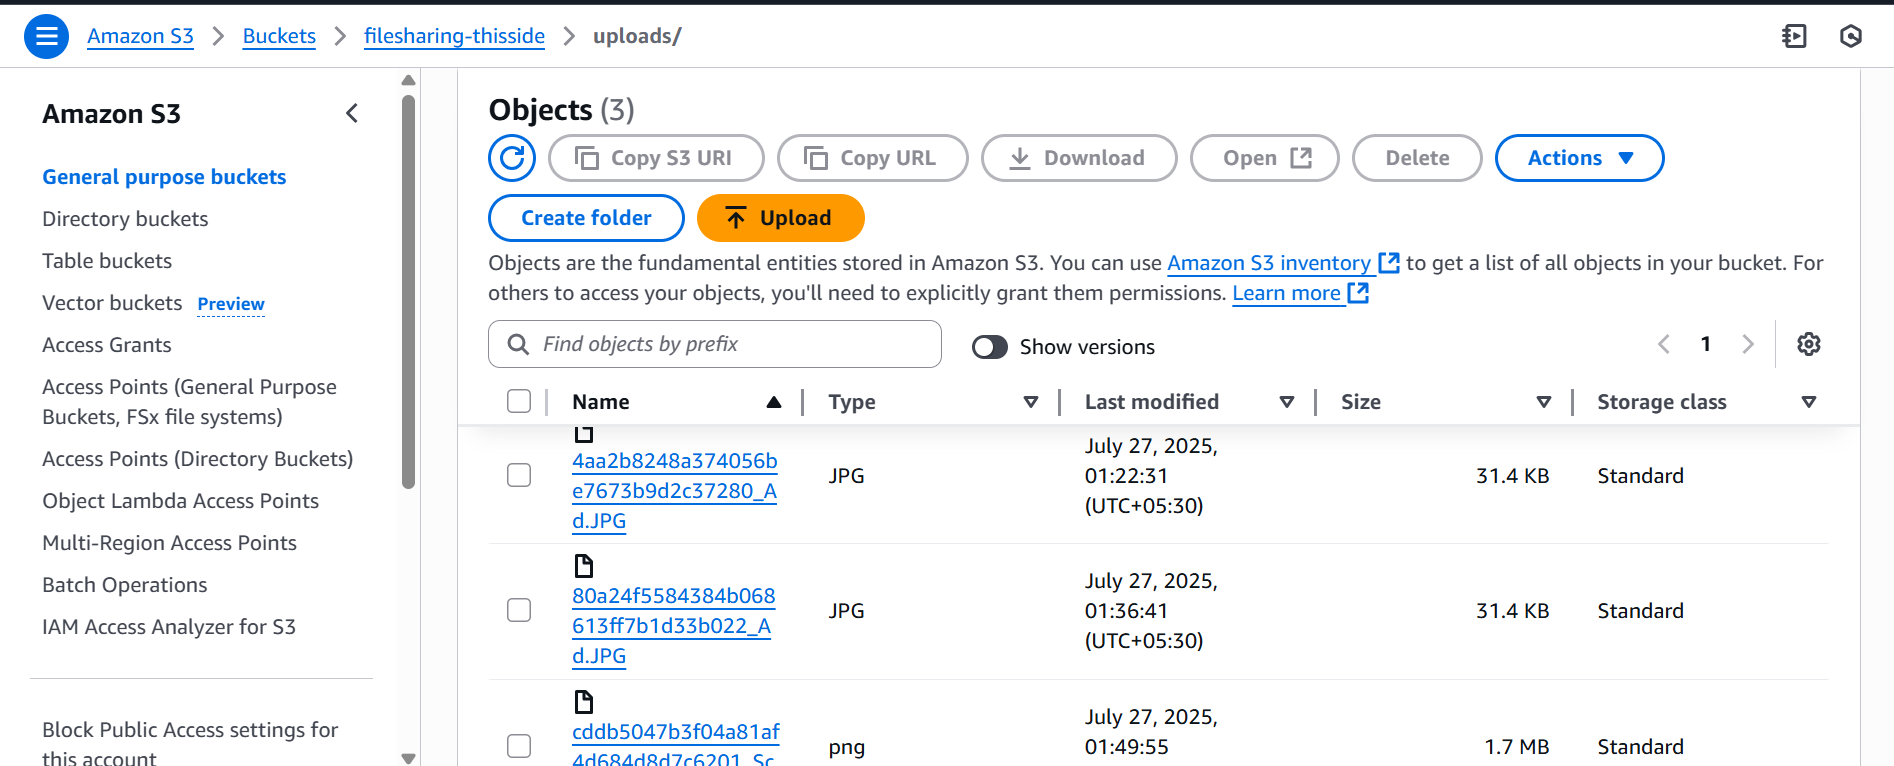 Amazon S3 > Buckets > filesharing-thisside > uploads/
Amazon S3
General purpose buckets
Directory buckets
Table buckets
Vector buckets Preview
Access Grants
Access Points (General Purpose
Buckets, FSx file systems)
Access Points (Directory Buckets)
Object Lambda Access Points
Multi-Region Access Points
Batch Operations
IAM Access Analyzer for S3
Block Public Access settings for
this account
Objects (3)
Copy S3 URI
Copy URL
Download
Open
Delete
Actions
Create folder
Upload
Objects are the fundamental entities stored in Amazon S3. You can use Amazon S3 inventory to get a list of all objects in your bucket. For
others to access your objects, you'll need to explicitly grant them permissions. Learn more
Find objects by prefix
Show versions
1
Name Type Last modified Size Storage class
4aa2b8248a374056b
e7673b9d2c37280_A
d.JPG
JPG
July 27, 2025,
01:22:31
(UTC+05:30)
31.4 KB
Standard
80a24f5584384b068
613ff7b1d33b022_A
d.JPG
JPG
July 27, 2025,
01:36:41
(UTC+05:30)
31.4 KB
Standard
cddb5047b3f04a81af
4d684d8d7c6201_Sc
png
July 27, 2025,
01:49:55
1.7 MB
Standard